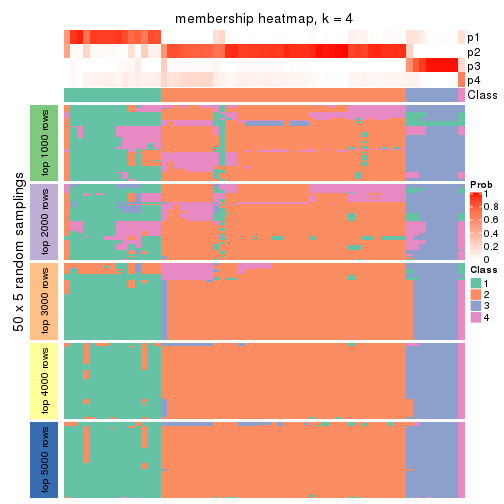 membership heatmap, k = 4
p1
p2
p3
p4
Class
50 x 5 random samplings
top 1000 rows
top 2000 rows
top 3000 rows
top 4000 rows
top 5000 rows
Prob
1
0.8
0.6
0.4
0.2
0
Class
1
2
3
4